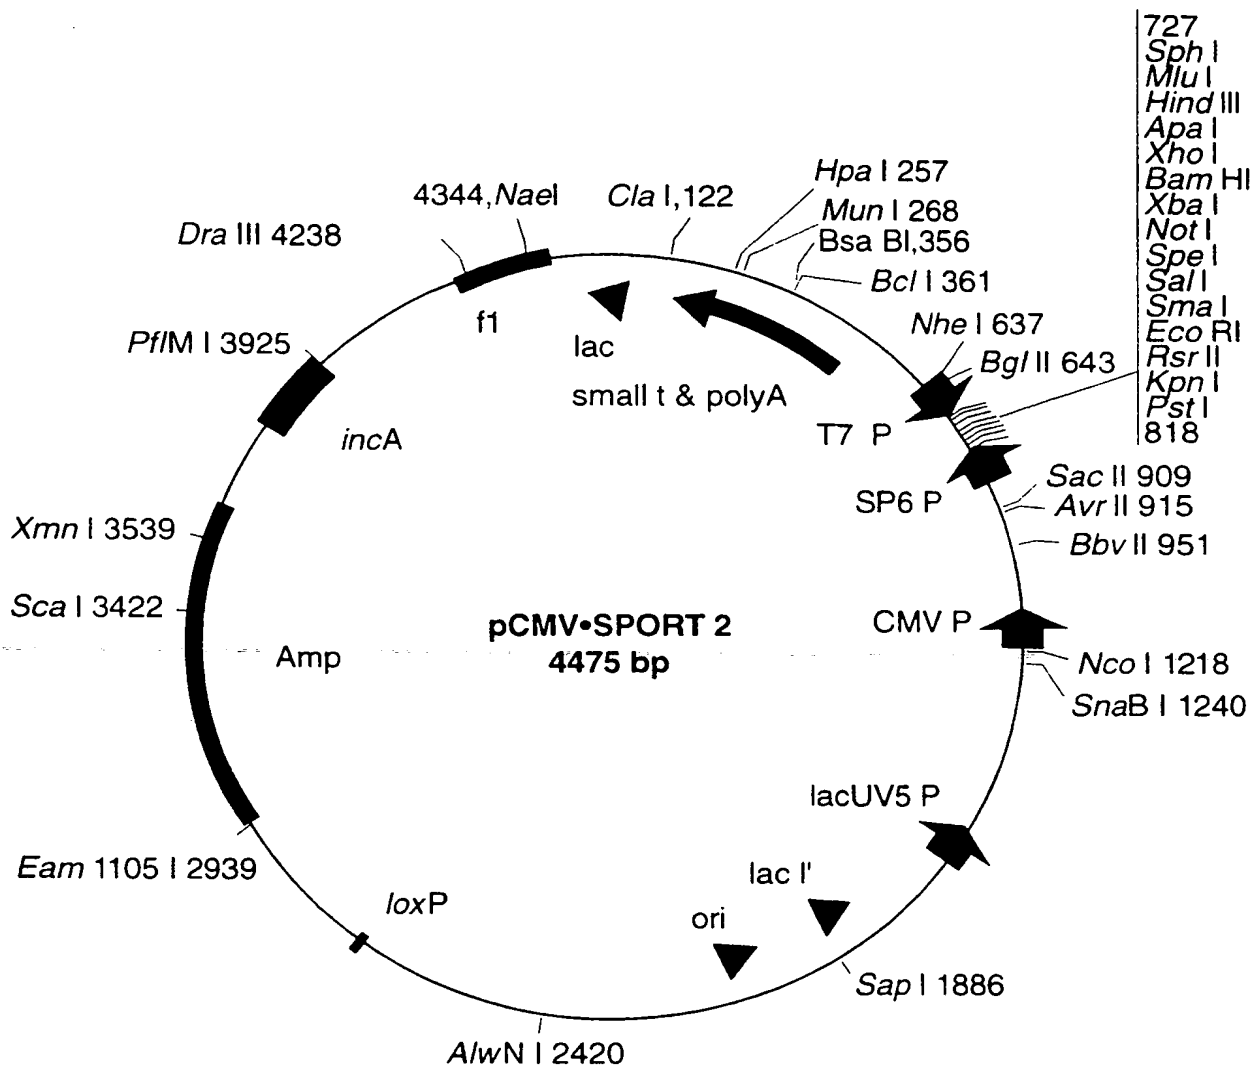 727
Sph I
Mlu I
Hind III
Apa I
Xho I
Bam HI
Xba I
Not I
Spe I
Sal I
Sma I
Eco RI
Rsr II
Kpn I
Pst I
818
Hpa I 257
4344,NaeI
Cla I,122
Mun I 268
Dra III 4238
Bsa BI,356
Bcl I 361
PflM I 3925
f1
Nhe I 637
lac
Bgl II 643
small t & polyA
incA
T7 P
Sac II 909
SP6 P
Avr II 915
Xmn I 3539
Bbv II 951
Sca I 3422
pCMV•SPORT 2
CMV P
Amp
4475 bp
Nco I 1218
SnaB I 1240
lacUV5 P
Eam 1105 I 2939
lac I'
loxP
ori
Sap I 1886
AlwN I 2420